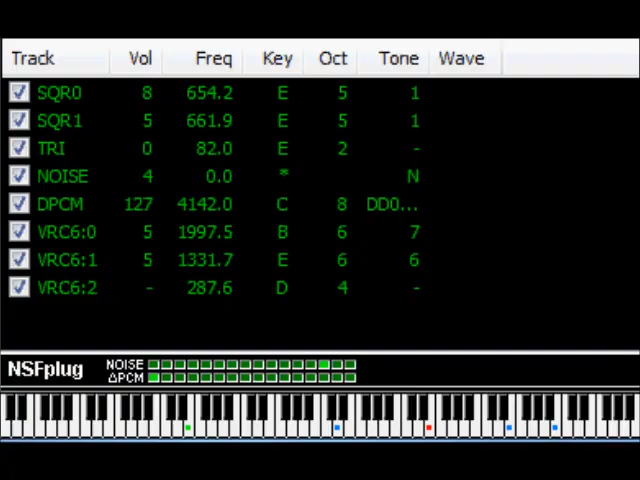 Track Vol Freq Key Oct Tone Wave
SQR0 8 654.2 E 5 1
SQR1 5 661.9 E 5 1
TRI 0 82.0 E 2 -
NOISE 4 0.0 * N
DPCM 127 4142.0 C 8 DD0...
VRC6:0 5 1997.5 B 6 7
VRC6:1 5 1331.7 E 6 6
VRC6:2 - 287.6 D 4 -
NSFplug NOISE
ΔPCM